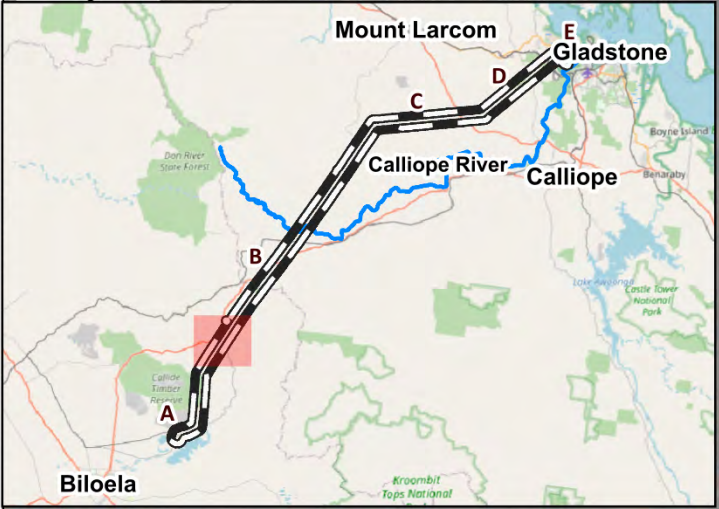 Mount Larcom
E
Gladstone
D
C
Boyne Island
Don River
State Forest
Calliope River
Calliope
Benaraby
B
Lake Awoonga
Castle Tower
National
Park
Callide
Timber
Reserve
A
Biloela
Kroombit
Tops National